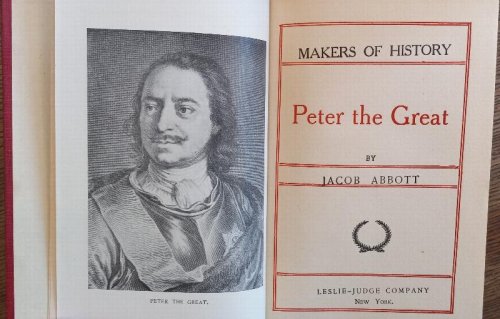 PETER THE GREAT.
MAKERS OF HISTORY
Peter the Great
BY
JACOB ABBOTT
LESLIE-JUDGE COMPANY
New York.